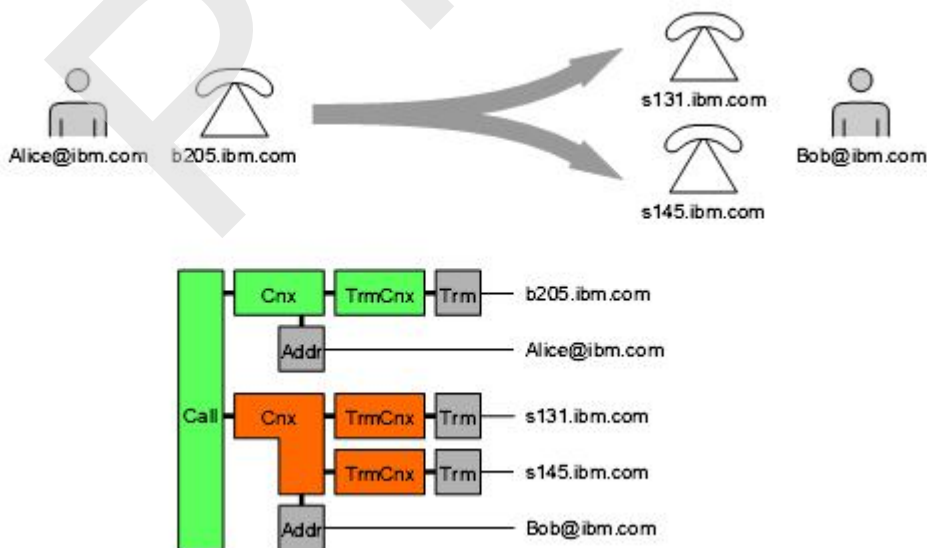 s131.ibm.com
Alice@ibm.com b205.ibm.com Bob@ibm.com
s145.ibm.com
Cnx TrmCnx Trm b205.ibm.com
Addr Alice@ibm.com
Call Cnx TrmCnx Trm s131.ibm.com
TrmCnx Trm s145.ibm.com
Addr Bob@ibm.com